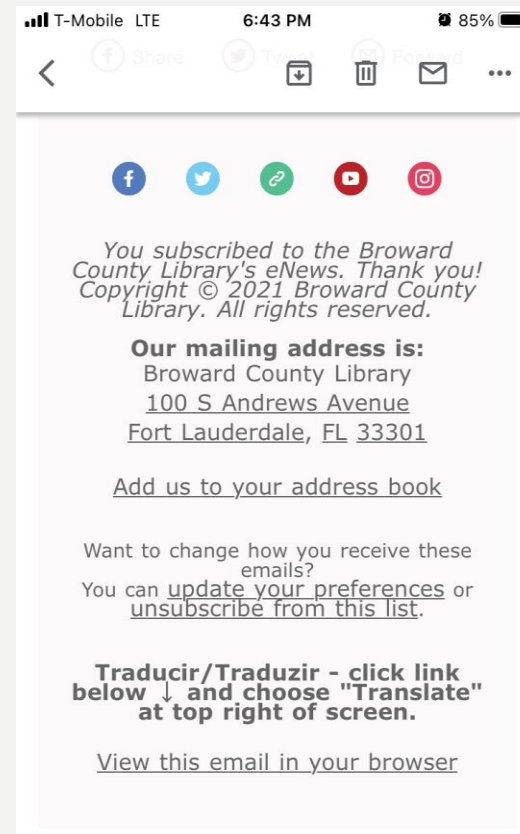 T-Mobile LTE 6:43 PM 85%
Share Tweet Forward
You subscribed to the Broward
County Library's eNews. Thank you!
Copyright © 2021 Broward County
Library. All rights reserved.
Our mailing address is:
Broward County Library
100 S Andrews Avenue
Fort Lauderdale, FL 33301
Add us to your address book
Want to change how you receive these
emails?
You can update your preferences or
unsubscribe from this list.
Traducir/Traduzir - click link
below ↓ and choose "Translate"
at top right of screen.
View this email in your browser